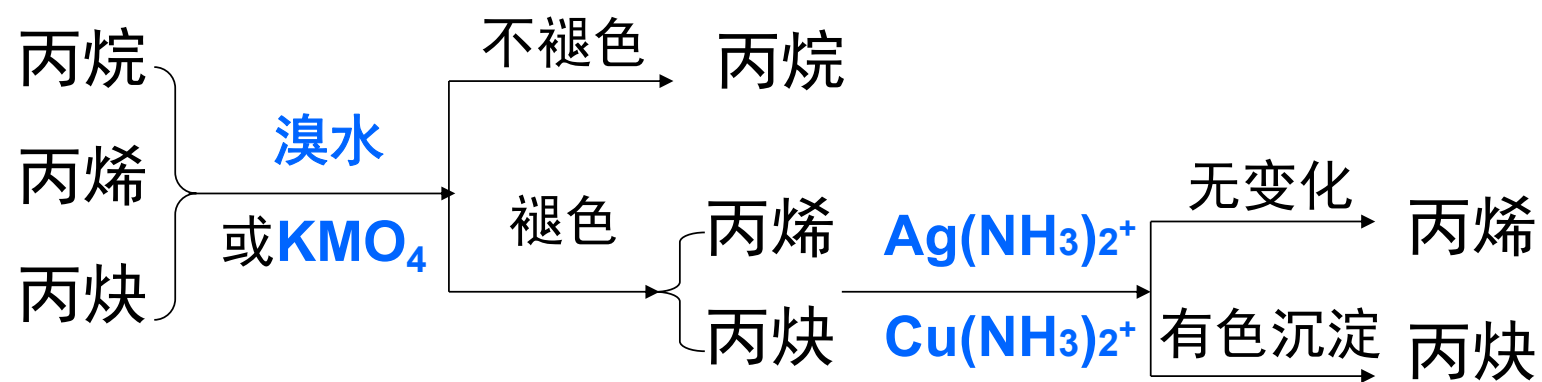 丙烷
丙烯
丙炔
溴水
或KMO₄
不褪色
丙烷
褪色
丙烯
丙炔
Ag(NH3)2⁺
Cu(NH3)2⁺
无变化
丙烯
有色沉淀
丙炔